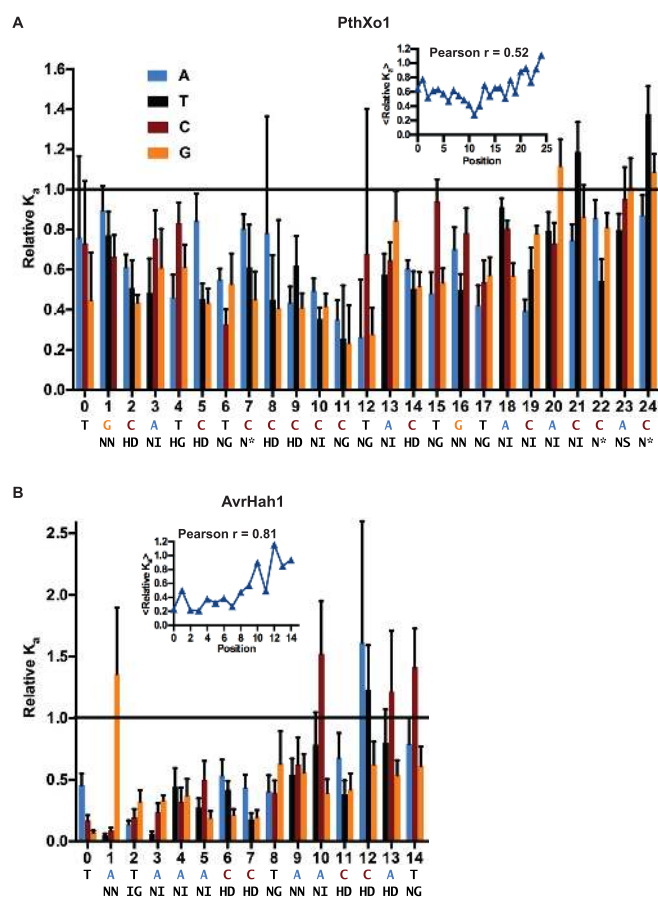 A
PthXo1
Relative Ka
1.6
1.4
1.2
1.0
0.8
0.6
0.4
0.2
0.0
A
T
C
G
Pearson r = 0.52
<Relative Ka>
1.2
1.0
0.8
0.6
0.4
0.2
0.0
0 5 10 15 20 25
Position
0 1 2 3 4 5 6 7 8 9 10 11 12 13 14 15 16 17 18 19 20 21 22 23 24
T G C A T C T C C C C C T A C T G T A C A C C A C
NN HD NI HG HD NG N* HD HD NI NG NG NI HD NG NN NG NI NI NI NI N* NS N*
B
AvrHah1
Relative Ka
2.5
2.0
1.5
1.0
0.5
0.0
Pearson r = 0.81
<Relative Ka>
1.2
1.0
0.8
0.6
0.4
0.2
0.0
0 2 4 6 8 10 12 14
Position
0 1 2 3 4 5 6 7 8 9 10 11 12 13 14
T A T A A A C C T A A C C A T
NN IG NI NI NI HD HD NG NN NI HD HD HD NG